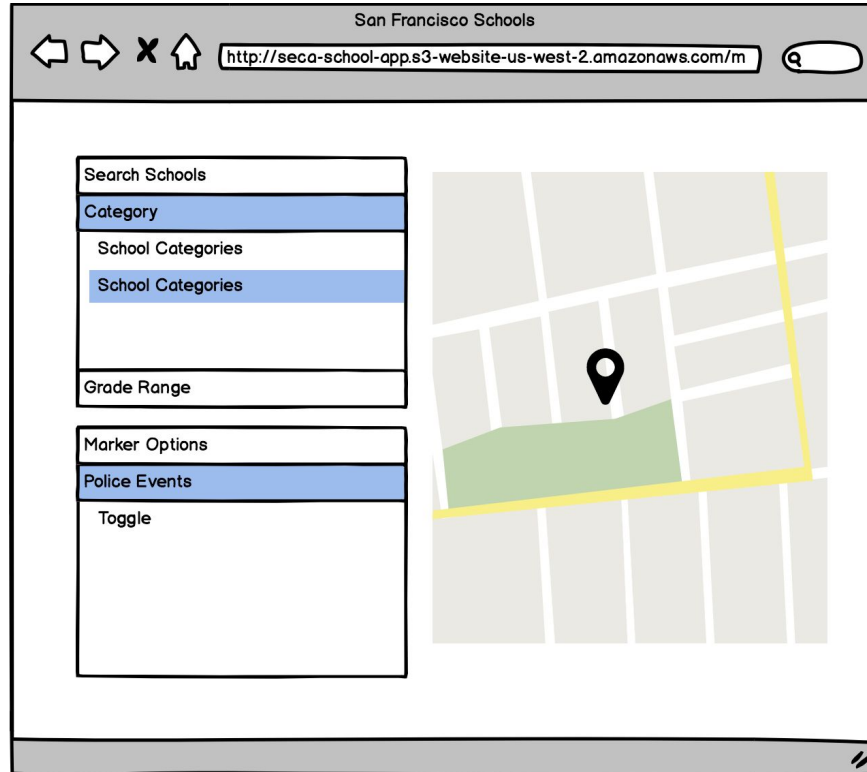 San Francisco Schools
http://seca-school-app.s3-website-us-west-2.amazonaws.com/m
Search Schools
Category
School Categories
School Categories
Grade Range
Marker Options
Police Events
Toggle